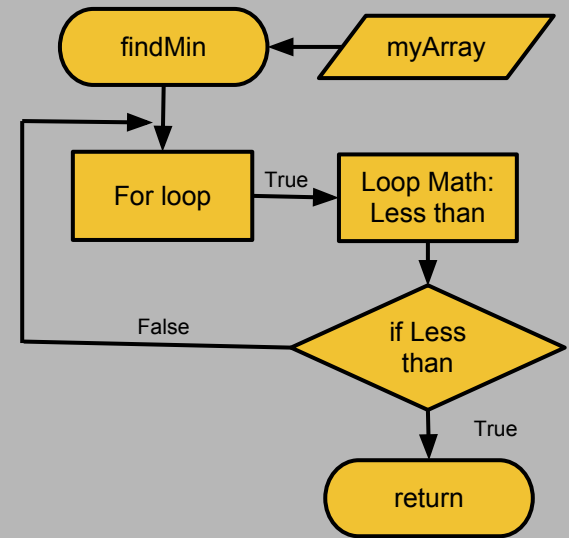 findMin
myArray
For loop
True
Loop Math:
Less than
False
if Less
than
True
return